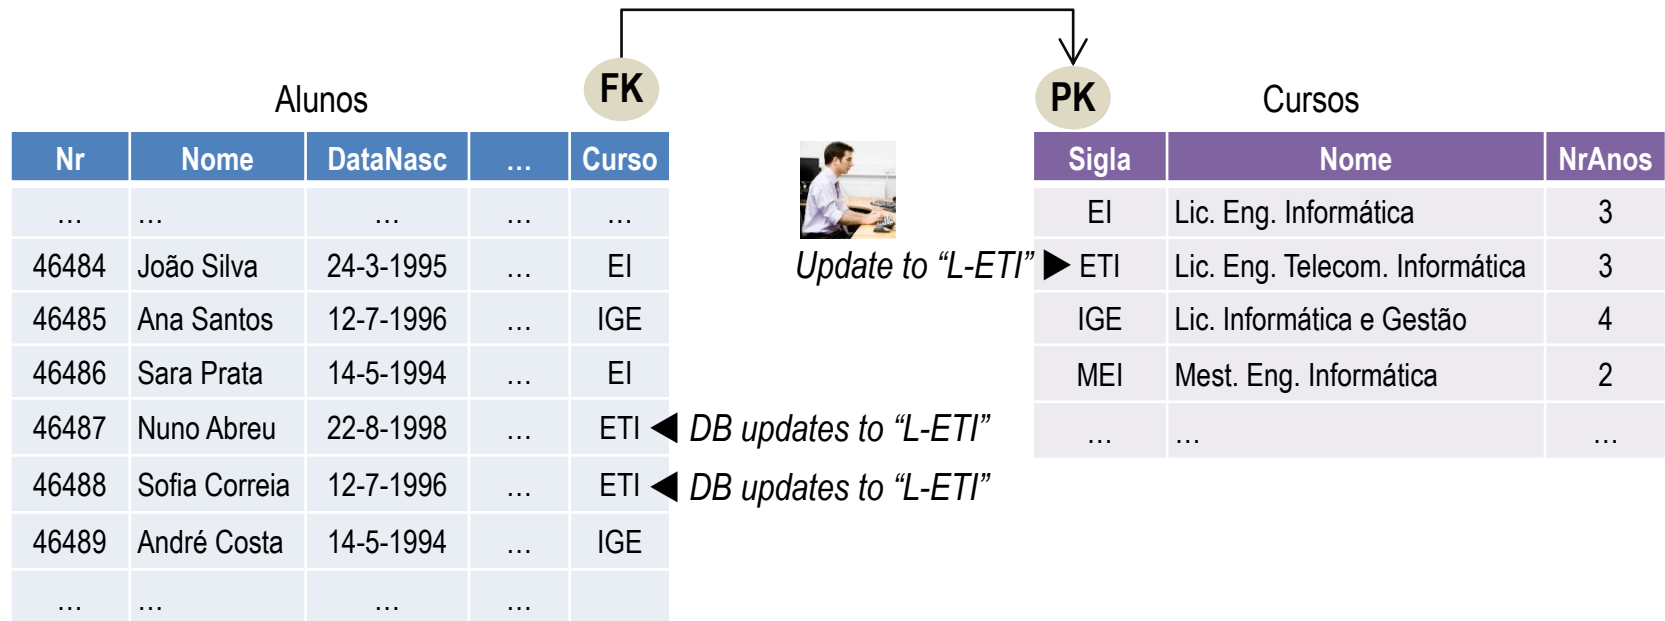 FK
PK
Alunos
Cursos
Nr Nome DataNasc … Curso
… … … … …
46484 João Silva 24-3-1995 … EI
46485 Ana Santos 12-7-1996 … IGE
46486 Sara Prata 14-5-1994 … EI
46487 Nuno Abreu 22-8-1998 … ETI
46488 Sofia Correia 12-7-1996 … ETI
46489 André Costa 14-5-1994 … IGE
… … … …
Update to “L-ETI”
DB updates to “L-ETI”
DB updates to “L-ETI”
Sigla Nome NrAnos
EI Lic. Eng. Informática 3
ETI Lic. Eng. Telecom. Informática 3
IGE Lic. Informática e Gestão 4
MEI Mest. Eng. Informática 2
… … …